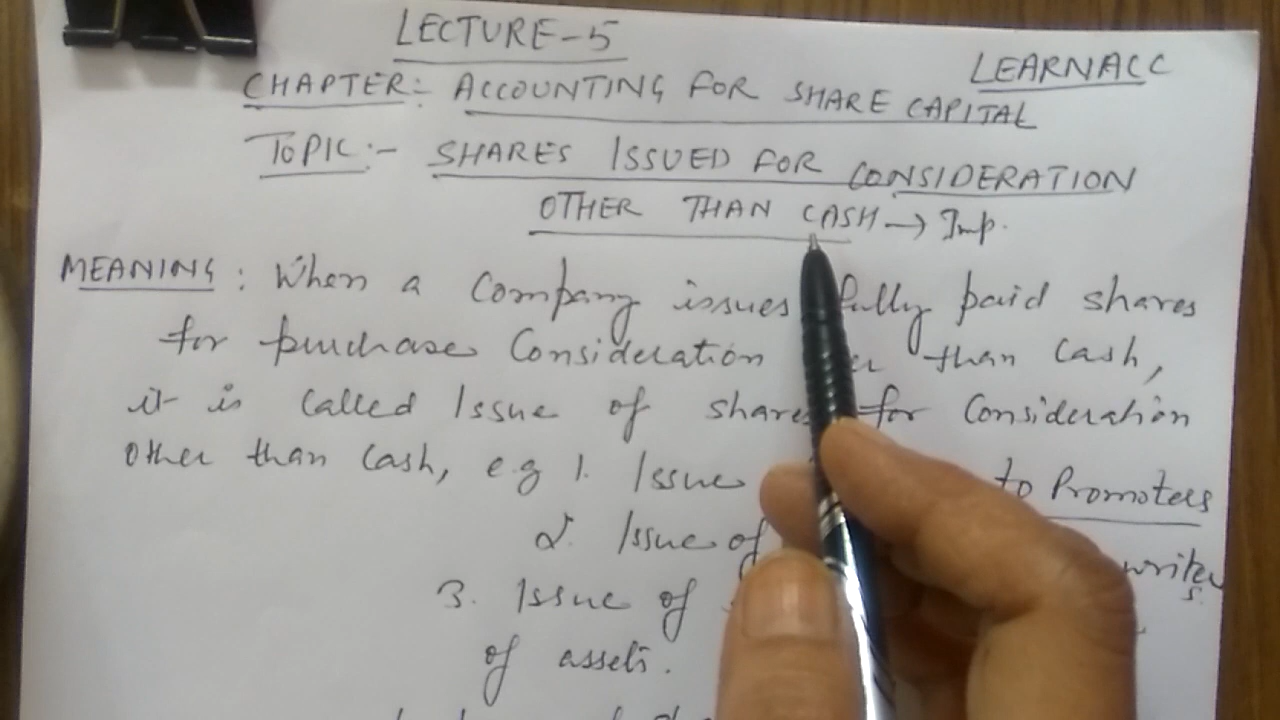 LECTURE-5
LEARNACC
CHAPTER:- ACCOUNTING FOR SHARE CAPITAL
TOPIC:- SHARES ISSUED FOR CONSIDERATION
OTHER THAN CASH → Imp.
MEANING: When a Company issues fully paid shares
for purchase Consideration than Cash,
it is called Issue of shares for Consideration
other than Cash, e.g 1. Issue to Promoters
2. Issue of
3. Issue of
of assets.